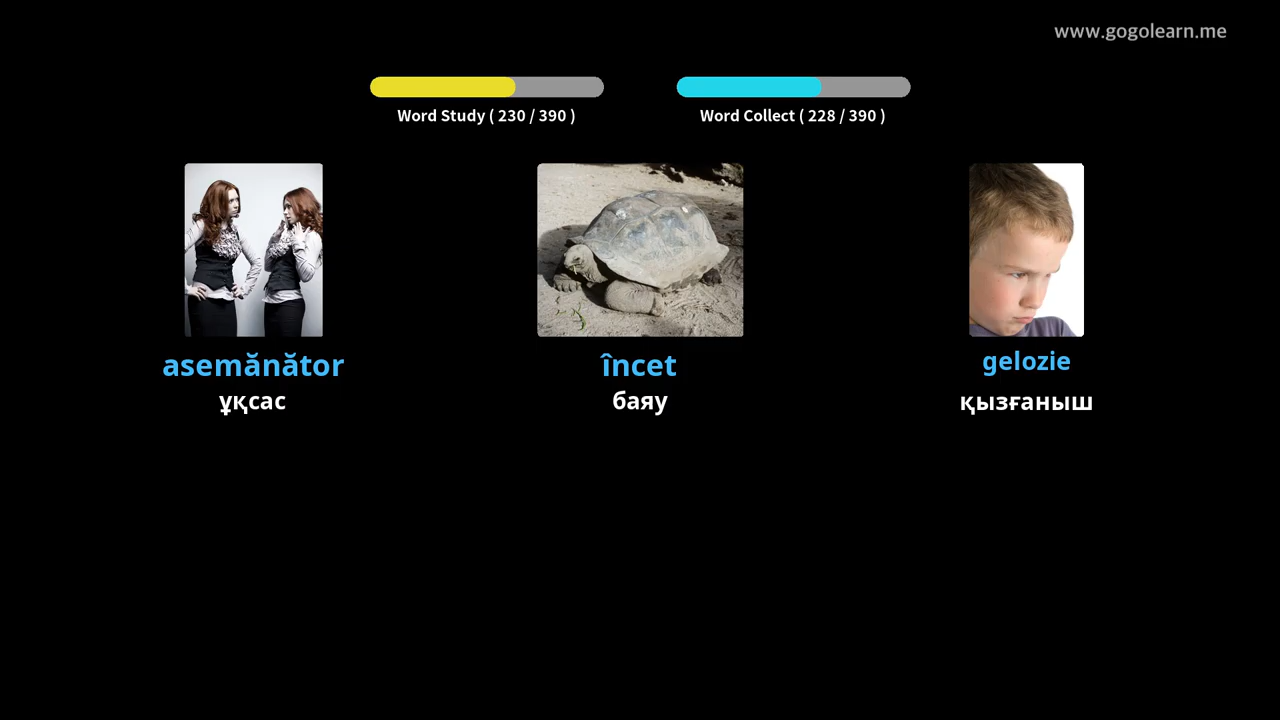 www.gogolearn.me
Word Study ( 230 / 390 )
Word Collect ( 228 / 390 )
asemănător
încet
gelozie
ұқсас
баяу
қызғаныш